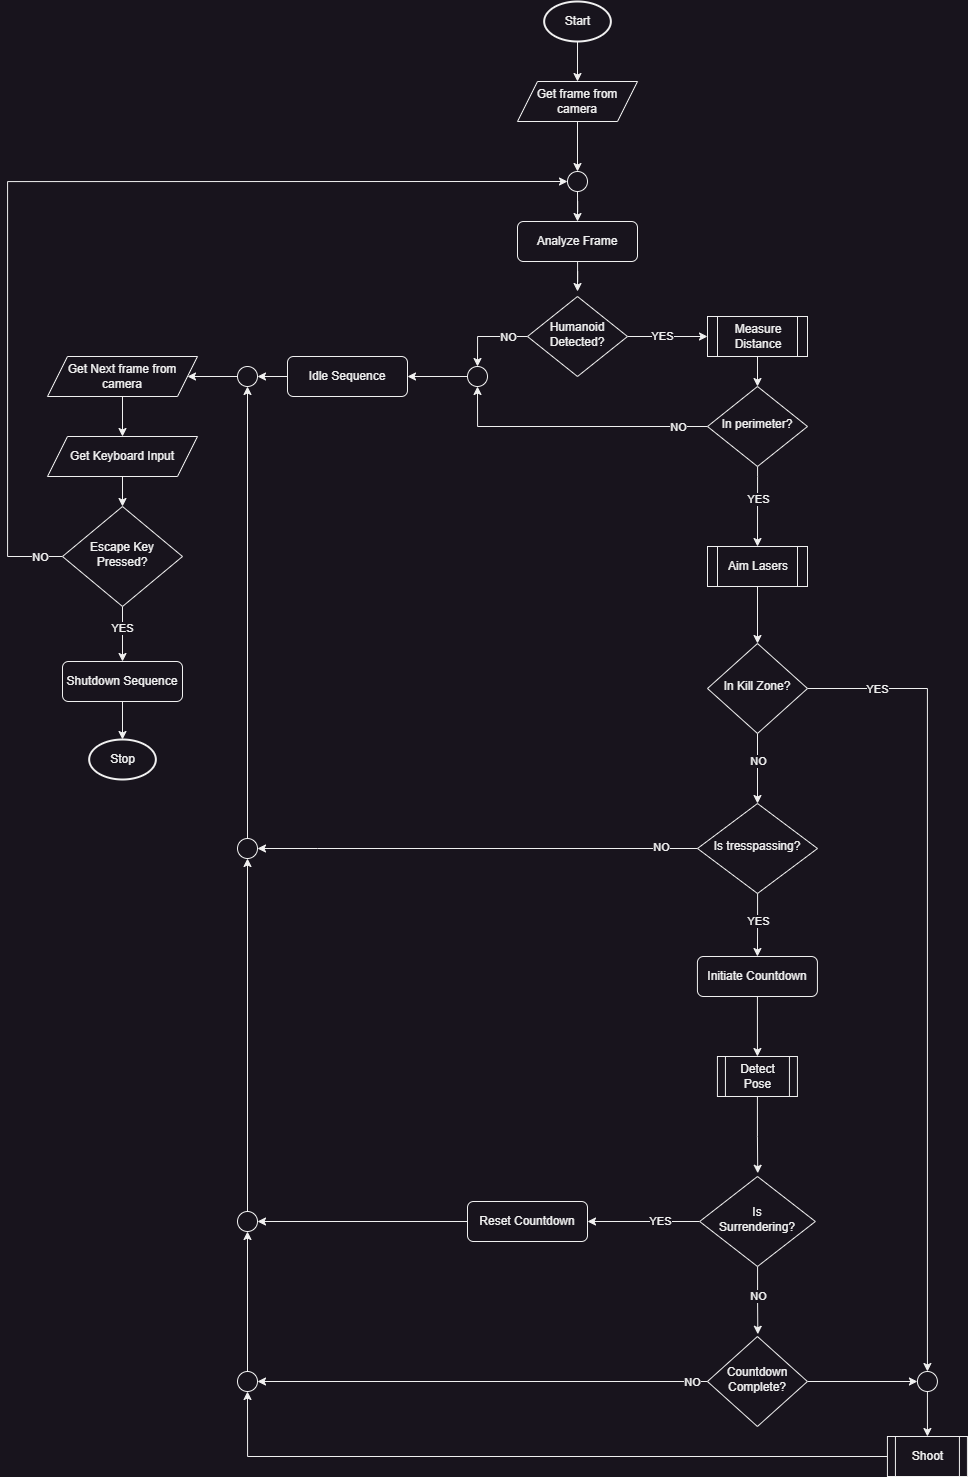 Start
Get frame from
camera
Analyze Frame
Humanoid
Detected?
NO
YES
Measure
Distance
In perimeter?
NO
Idle Sequence
Get Next frame from
camera
Get Keyboard Input
Escape Key
Pressed?
NO
YES
Shutdown Sequence
Stop
YES
Aim Lasers
In Kill Zone?
YES
NO
Is tresspassing?
NO
YES
Initiate Countdown
Detect
Pose
Is
Surrendering?
YES
Reset Countdown
NO
Countdown
Complete?
NO
Shoot